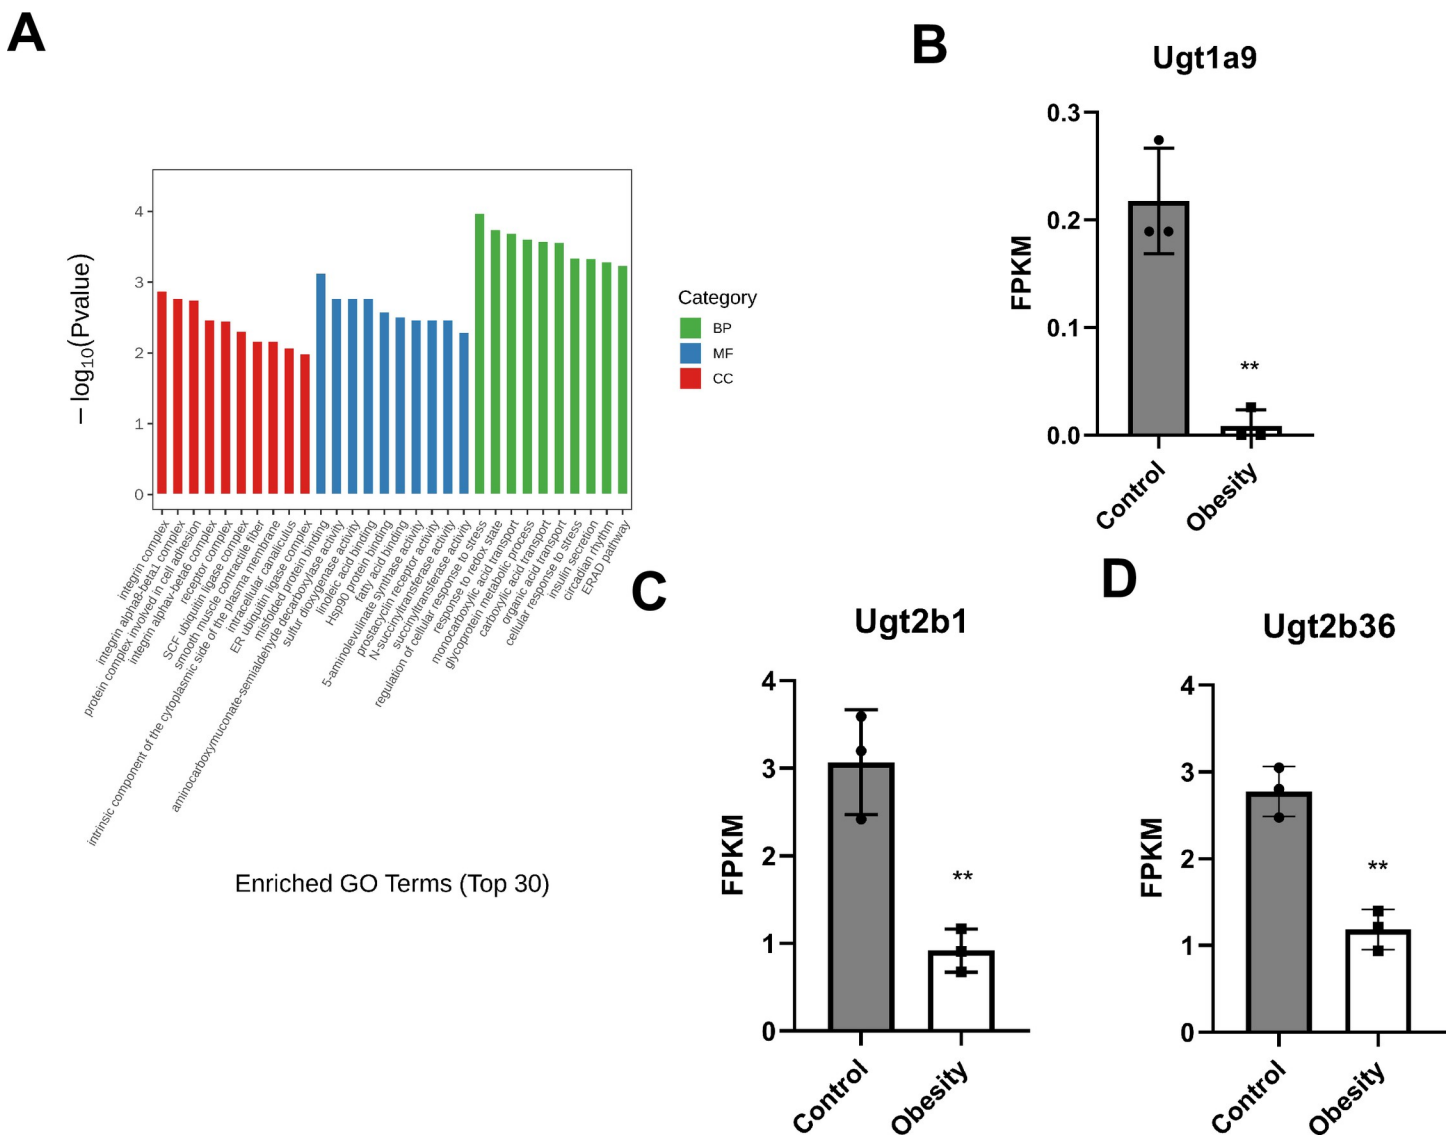 A
− log10(Pvalue)
4
3
2
1
0
integrin complex
integrin alpha8-beta1 complex
protein complex involved in cell adhesion
integrin alphav-beta6 complex
receptor complex
SCF ubiquitin ligase complex
smooth muscle contractile fiber
intrinsic component of the cytoplasmic side of the plasma membrane
intracellular canaliculus
ER ubiquitin ligase complex
misfolded protein binding
aminocarboxymuconate-semialdehyde decarboxylase activity
sulfur dioxygenase activity
linoleic acid binding
Hsp90 protein binding
fatty acid binding
5-aminolevulinate synthase activity
prostacyclin receptor activity
N-succinyltransferase activity
succinyltransferase activity
regulation of cellular response to stress
response to redox state
monocarboxylic acid transport
glycoprotein metabolic process
carboxylic acid transport
organic acid transport
cellular response to stress
insulin secretion
circadian rhythm
ERAD pathway
Enriched GO Terms (Top 30)
Category
BP
MF
CC
B
Ugt1a9
FPKM
0.3
0.2
0.1
0.0
**
Control
Obesity
C
Ugt2b1
FPKM
4
3
2
1
0
**
Control
Obesity
D
Ugt2b36
FPKM
4
3
2
1
0
**
Control
Obesity